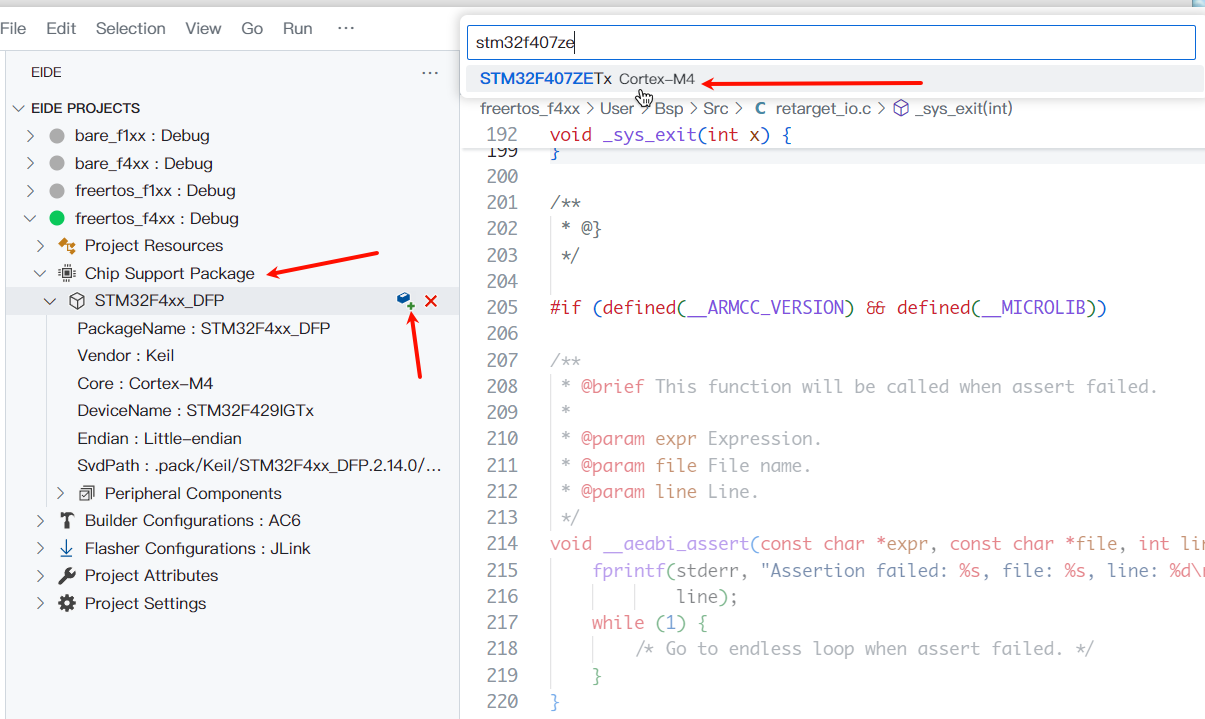 File Edit Selection View Go Run ···
stm32f407ze
STM32F407ZETx Cortex-M4
EIDE ···
EIDE PROJECTS
bare_f1xx : Debug
bare_f4xx : Debug
freertos_f1xx : Debug
freertos_f4xx : Debug
Project Resources
Chip Support Package
STM32F4xx_DFP
PackageName : STM32F4xx_DFP
Vendor : Keil
Core : Cortex-M4
DeviceName : STM32F429IGTx
Endian : Little-endian
SvdPath : .pack/Keil/STM32F4xx_DFP.2.14.0/...
Peripheral Components
Builder Configurations : AC6
Flasher Configurations : JLink
Project Attributes
Project Settings
freertos_f4xx > User > Bsp > Src > C retarget_io.c > _sys_exit(int)
192 void _sys_exit(int x) {
199 }
200
201 /**
202  * @}
203  */
204
205 #if (defined(__ARMCC_VERSION) && defined(__MICROLIB))
206
207 /**
208  * @brief This function will be called when assert failed.
209  *
210  * @param expr Expression.
211  * @param file File name.
212  * @param line Line.
213  */
214 void __aeabi_assert(const char *expr, const char *file, int lin
215     fprintf(stderr, "Assertion failed: %s, file: %s, line: %d\
216             line);
217     while (1) {
218         /* Go to endless loop when assert failed. */
219     }
220 }